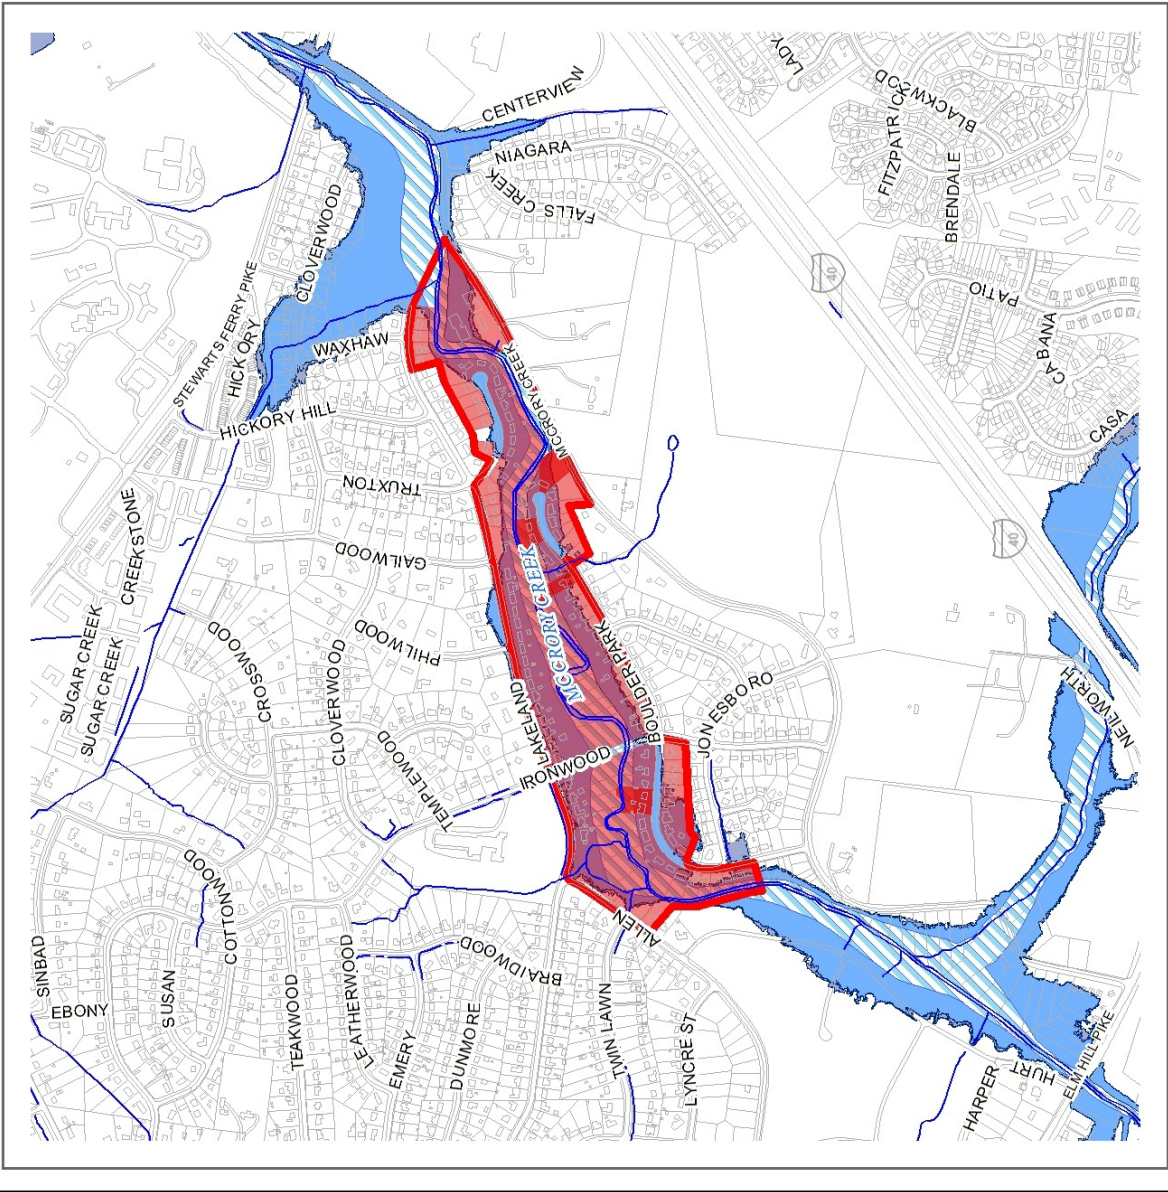 LADY
CENTERVIEW
BLACKWOOD
FITZPATRICK
NIAGARA
FALLS CREEK
BRENDALE
CLOVERWOOD
40
PATIO
STEWARTS FERRY PIKE
HICKORY
WAXHAW
CABANA
MCCRORY CREEK
HICKORY HILL
CASA
TRUXTON
CREEKSTONE
GAILWOOD
40
MCCRORY CREEK
SUGAR CREEK
SUGAR CREEK
CROSSWOOD
PHILWOOD
CLOVERWOOD
BOULDER PARK
JONESBORO
LAKELAND
NEILWORTH
TEMPLEWOOD
IRONWOOD
COTTONWOOD
ALLEN
SINBAD
EBONY
SUSAN
TEAKWOOD
LEATHERWOOD
BRAIDWOOD
EMERY
DUNMORE
TWIN LAWN
LYNCREST
HARPER
HURT
ELM HILL PIKE